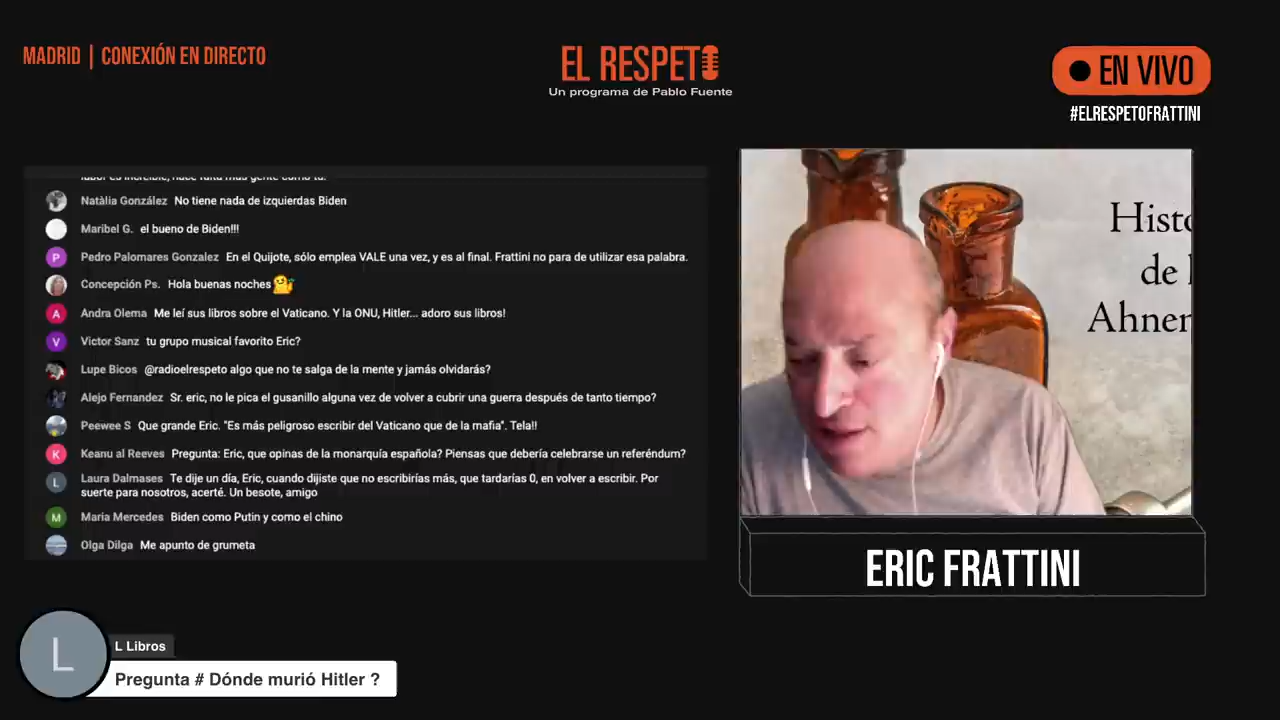 MADRID | CONEXIÓN EN DIRECTO
EL RESPETO
Un programa de Pablo Fuente
EN VIVO
#ELRESPETOFRATTINI
labor es increíble, hace falta más gente como tú.
Natàlia González No tiene nada de izquierdas Biden
Maribel G. el bueno de Biden!!!
P Pedro Palomares Gonzalez En el Quijote, sólo emplea VALE una vez, y es al final. Frattini no para de utilizar esa palabra.
Concepción Ps. Hola buenas noches
A Andra Olema Me leí sus libros sobre el Vaticano. Y la ONU, Hitler... adoro sus libros!
V Victor Sanz tu grupo musical favorito Eric?
Lupe Bicos @radioelrespeto algo que no te salga de la mente y jamás olvidarás?
Alejo Fernandez Sr. eric, no le pica el gusanillo alguna vez de volver a cubrir una guerra después de tanto tiempo?
Peewee S Que grande Eric. "Es más peligroso escribir del Vaticano que de la mafia". Tela!!
K Keanu al Reeves Pregunta: Eric, que opinas de la monarquía española? Piensas que debería celebrarse un referéndum?
L Laura Dalmases Te dije un día, Eric, cuando dijiste que no escribirías más, que tardarías 0, en volver a escribir. Por
suerte para nosotros, acerté. Un besote, amigo
M Maria Mercedes Biden como Putin y como el chino
Olga Dilga Me apunto de grumeta
Histo
de l
Ahner
ERIC FRATTINI
L
L Libros
Pregunta # Dónde murió Hitler ?